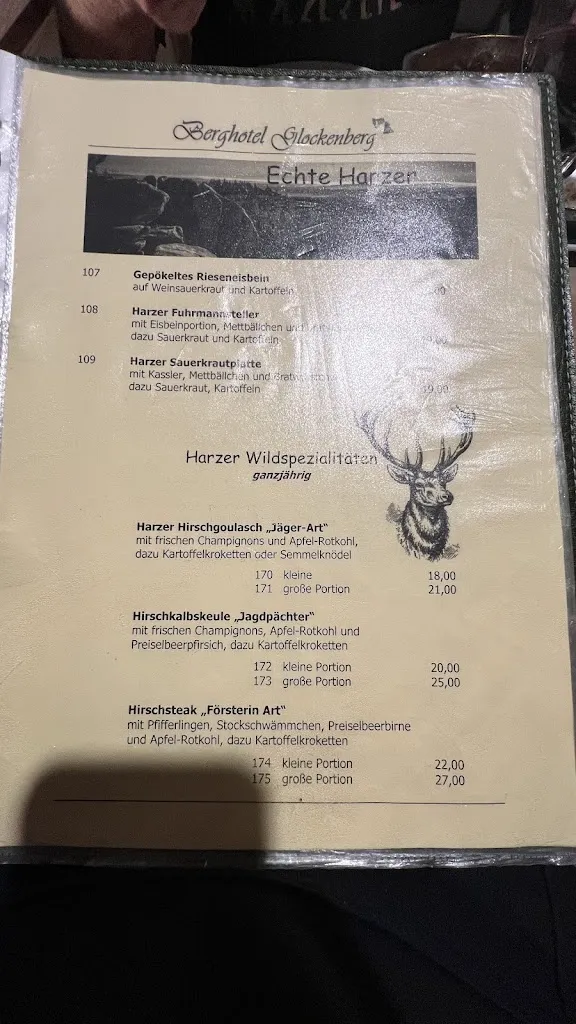 Berghotel Glockenberg
Echte Harzer
107 Gepökeltes Rieseneisbein
auf Weinsauerkraut und Kartoffeln
108 Harzer Fuhrmannsteller
mit Eisbeinportion, Mettbällchen und
dazu Sauerkraut und Kartoffeln
109 Harzer Sauerkrautplatte
mit Kassler, Mettbällchen und
dazu Sauerkraut, Kartoffeln 19,00
Harzer Wildspezialitäten
ganzjährig
Harzer Hirschgoulasch „Jäger-Art“
mit frischen Champignons und Apfel-Rotkohl,
dazu Kartoffelkroketten oder Semmelknödel
170 kleine 18,00
171 große Portion 21,00
Hirschkalbskeule „Jagdpächter“
mit frischen Champignons, Apfel-Rotkohl und
Preiselbeerpfirsich, dazu Kartoffelkroketten
172 kleine Portion 20,00
173 große Portion 25,00
Hirschsteak „Försterin Art“
mit Pfifferlingen, Stockschwämmchen, Preiselbeerbirne
und Apfel-Rotkohl, dazu Kartoffelkroketten
174 kleine Portion 22,00
175 große Portion 27,00